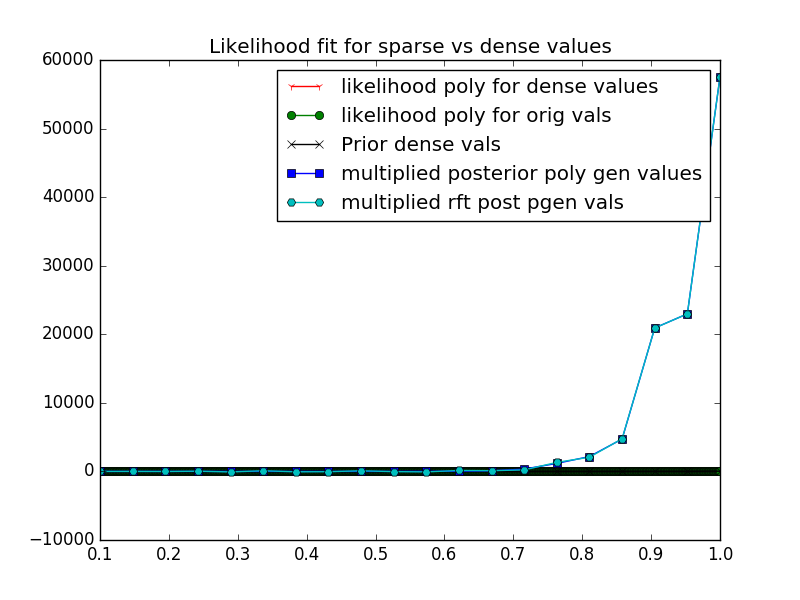 Likelihood fit for sparse vs dense values
60000
50000
40000
30000
20000
10000
0
−10000
likelihood poly for dense values
likelihood poly for orig vals
Prior dense vals
multiplied posterior poly gen values
multiplied rft post pgen vals
0.1 0.2 0.3 0.4 0.5 0.6 0.7 0.8 0.9 1.0